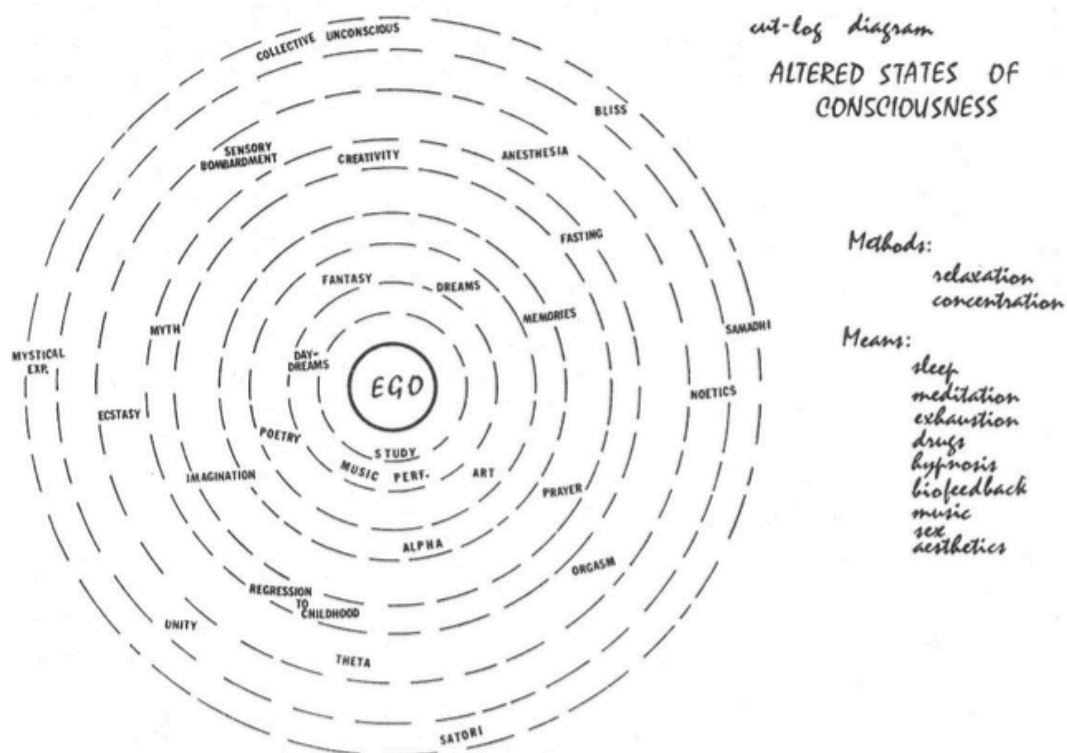 cut-log diagram
ALTERED STATES OF
CONSCIOUSNESS
COLLECTIVE UNCONSCIOUS
BLISS
SENSORY
BOMBARDMENT
CREATIVITY
ANESTHESIA
FASTING
FANTASY
DREAMS
MEMORIES
MYTH
SAMADHI
MYSTICAL
EXP.
DAY-
DREAMS
EGO
NOETICS
ECSTASY
POETRY
STUDY
MUSIC PERF.
ART
IMAGINATION
PRAYER
ALPHA
ORGASM
REGRESSION
TO
CHILDHOOD
UNITY
THETA
SATORI
Methods:
relaxation
concentration
Means:
sleep
meditation
exhaustion
drugs
hypnosis
biofeedback
music
sex
aesthetics